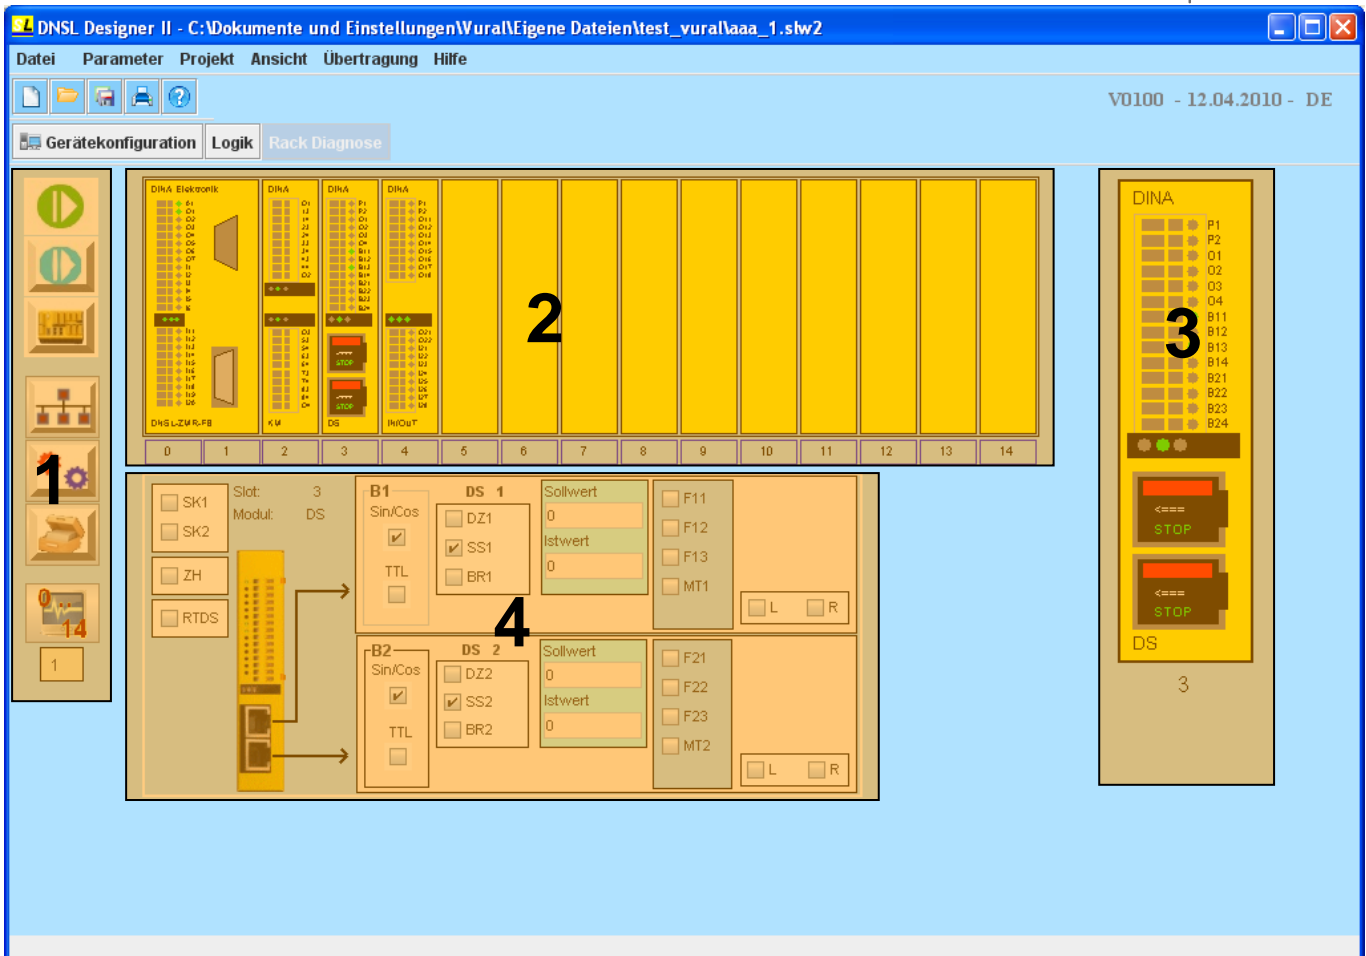 DNSL Designer II - C:\Dokumente und Einstellungen\Vural\Eigene Dateien\test_vural\aaa_1.slw2
Datei Parameter Projekt Ansicht Übertragung Hilfe
V0100 - 12.04.2010 - DE
Gerätekonfiguration Logik Rack Diagnose
DINA Elektronik DINA DINA DINA
DNSL-ZMR-FB KM DS IN/OUT
0 1 2 3 4 5 6 7 8 9 10 11 12 13 14
1
2
3
4
0 .. 14
1
DINA
P1
P2
O1
O2
O3
O4
B11
B12
B13
B14
B21
B22
B23
B24
<===
STOP
<===
STOP
DS
3
SK1
SK2
ZH
RTDS
Slot: 3
Modul: DS
B1
Sin/Cos
TTL
DS 1
DZ1
SS1
BR1
Sollwert
0
Istwert
0
F11
F12
F13
MT1
L R
B2
Sin/Cos
TTL
DS 2
DZ2
SS2
BR2
Sollwert
0
Istwert
0
F21
F22
F23
MT2
L R